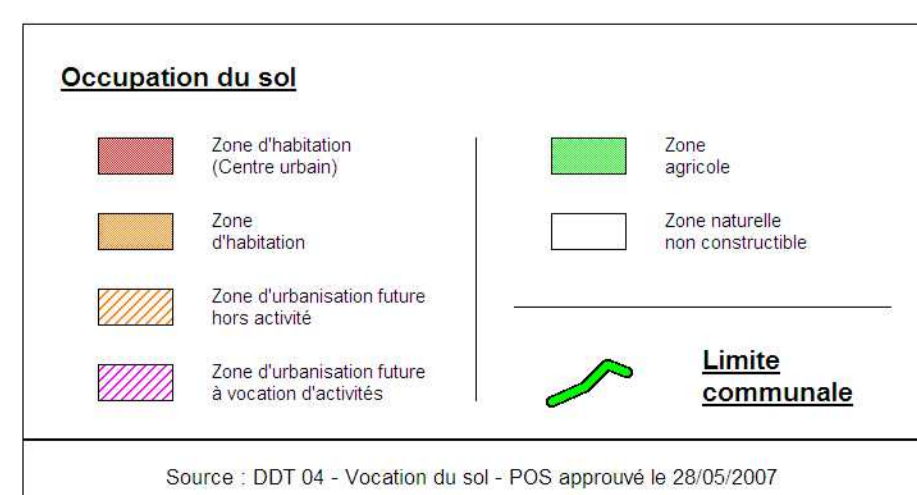 Occupation du sol
Zone d'habitation
(Centre urbain)
Zone
d'habitation
Zone d'urbanisation future
hors activité
Zone d'urbanisation future
à vocation d'activités
Zone
agricole
Zone naturelle
non constructible
Limite
communale
Source : DDT 04 - Vocation du sol - POS approuvé le 28/05/2007